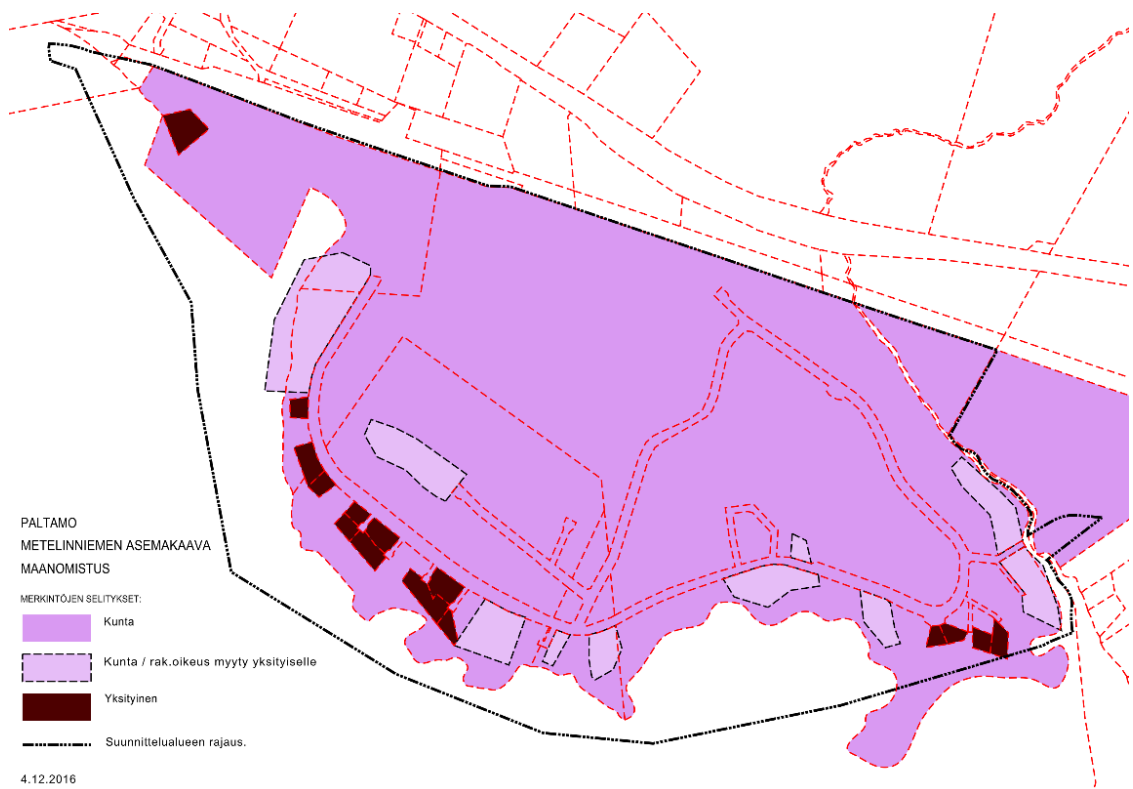 PALTAMO
METELINNIEMEN ASEMAKAAVA
MAANOMISTUS
MERKINTÖJEN SELITYKSET:
Kunta
Kunta / rak.oikeus myyty yksityiselle
Yksityinen
Suunnittelualueen rajaus.
4.12.2016